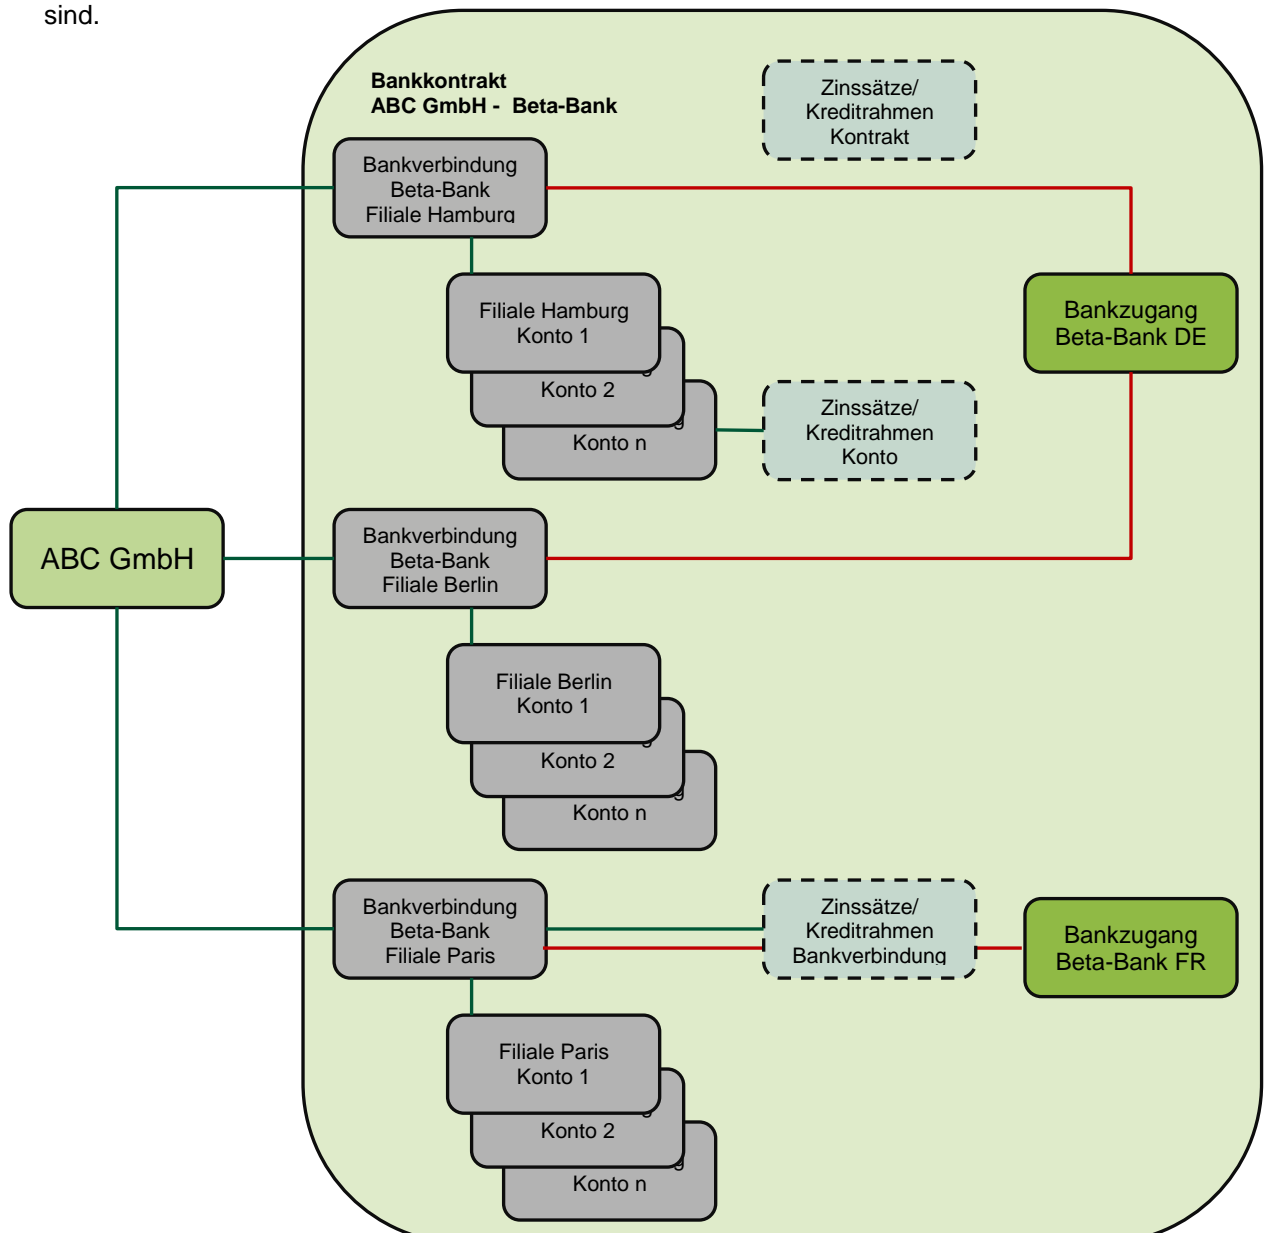 sind.
Bankkontrakt
ABC GmbH - Beta-Bank
Zinssätze/
Kreditrahmen
Kontrakt
Bankverbindung
Beta-Bank
Filiale Hamburg
Filiale Hamburg
Konto 1
Konto 2
Konto n
Bankzugang
Beta-Bank DE
Zinssätze/
Kreditrahmen
Konto
ABC GmbH
Bankverbindung
Beta-Bank
Filiale Berlin
Filiale Berlin
Konto 1
Konto 2
Konto n
Bankverbindung
Beta-Bank
Filiale Paris
Zinssätze/
Kreditrahmen
Bankverbindung
Bankzugang
Beta-Bank FR
Filiale Paris
Konto 1
Konto 2
Konto n